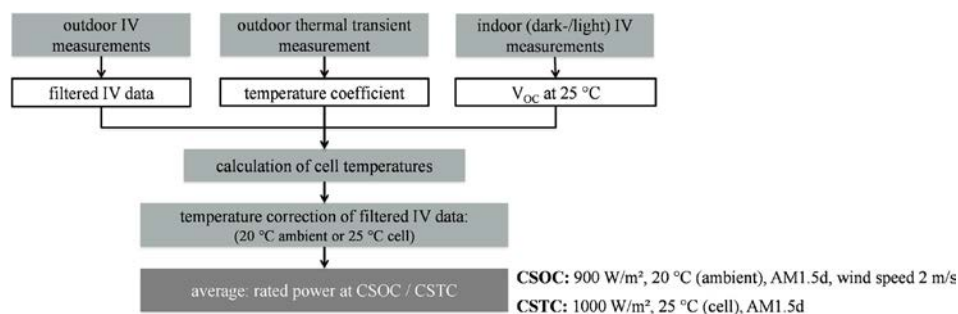 outdoor IV
measurements
outdoor thermal transient
measurement
indoor (dark-/light) IV
measurements
filtered IV data
temperature coefficient
VOC at 25 °C
calculation of cell temperatures
temperature correction of filtered IV data:
(20 °C ambient or 25 °C cell)
average: rated power at CSOC / CSTC
CSOC: 900 W/m², 20 °C (ambient), AM1.5d, wind speed 2 m/s
CSTC: 1000 W/m², 25 °C (cell), AM1.5d